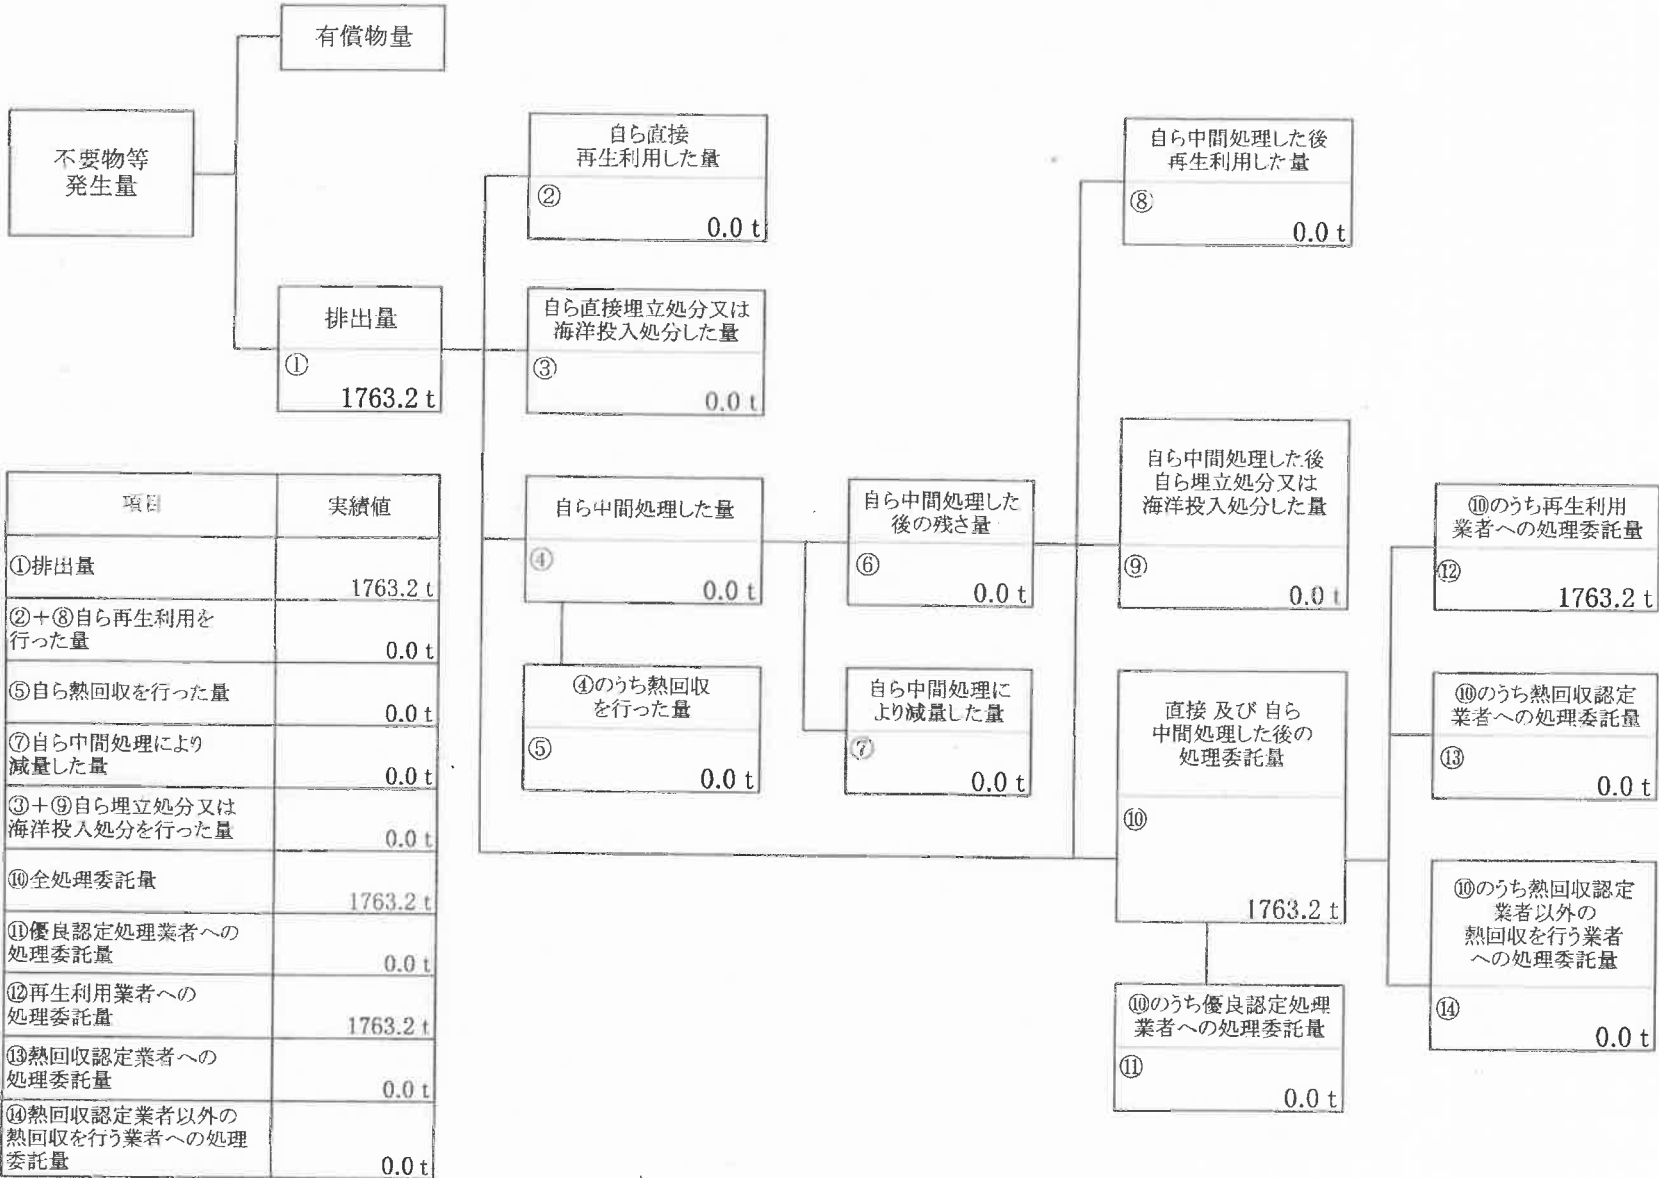 有償物量
不要物等
発生量
排出量
①
1763.2 t
自ら直接
再生利用した量
②
0.0 t
自ら直接埋立処分又は
海洋投入処分した量
③
0.0 t
自ら中間処理した量
④
0.0 t
④のうち熱回収
を行った量
⑤
0.0 t
自ら中間処理した
後の残さ量
⑥
0.0 t
自ら中間処理に
より減量した量
⑦
0.0 t
自ら中間処理した後
再生利用した量
⑧
0.0 t
自ら中間処理した後
自ら埋立処分又は
海洋投入処分した量
⑨
0.0 t
直接 及び 自ら
中間処理した後の
処理委託量
⑩
1763.2 t
⑩のうち優良認定処理
業者への処理委託量
⑪
0.0 t
⑩のうち再生利用
業者への処理委託量
⑫
1763.2 t
⑩のうち熱回収認定
業者への処理委託量
⑬
0.0 t
⑩のうち熱回収認定
業者以外の
熱回収を行う業者
への処理委託量
⑭
0.0 t
項目 実績値
①排出量
1763.2 t
②＋⑧自ら再生利用を
行った量
0.0 t
⑤自ら熱回収を行った量
0.0 t
⑦自ら中間処理により
減量した量
0.0 t
③＋⑨自ら埋立処分又は
海洋投入処分を行った量
0.0 t
⑩全処理委託量
1763.2 t
⑪優良認定処理業者への
処理委託量
0.0 t
⑫再生利用業者への
処理委託量
1763.2 t
⑬熱回収認定業者への
処理委託量
0.0 t
⑭熱回収認定業者以外の
熱回収を行う業者への処理
委託量
0.0 t